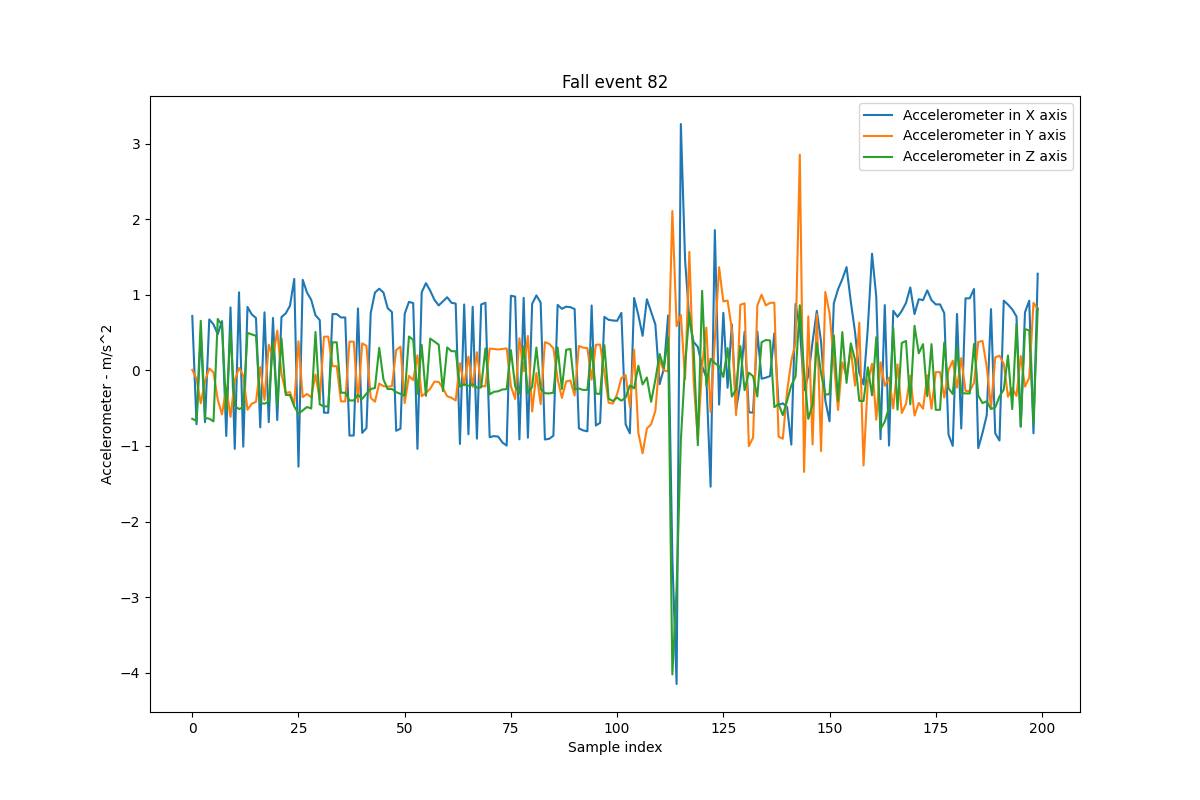 Fall event 82
Accelerometer in X axis
Accelerometer in Y axis
Accelerometer in Z axis
Accelerometer - m/s^2
3
2
1
0
−1
−2
−3
−4
0 25 50 75 100 125 150 175 200
Sample index